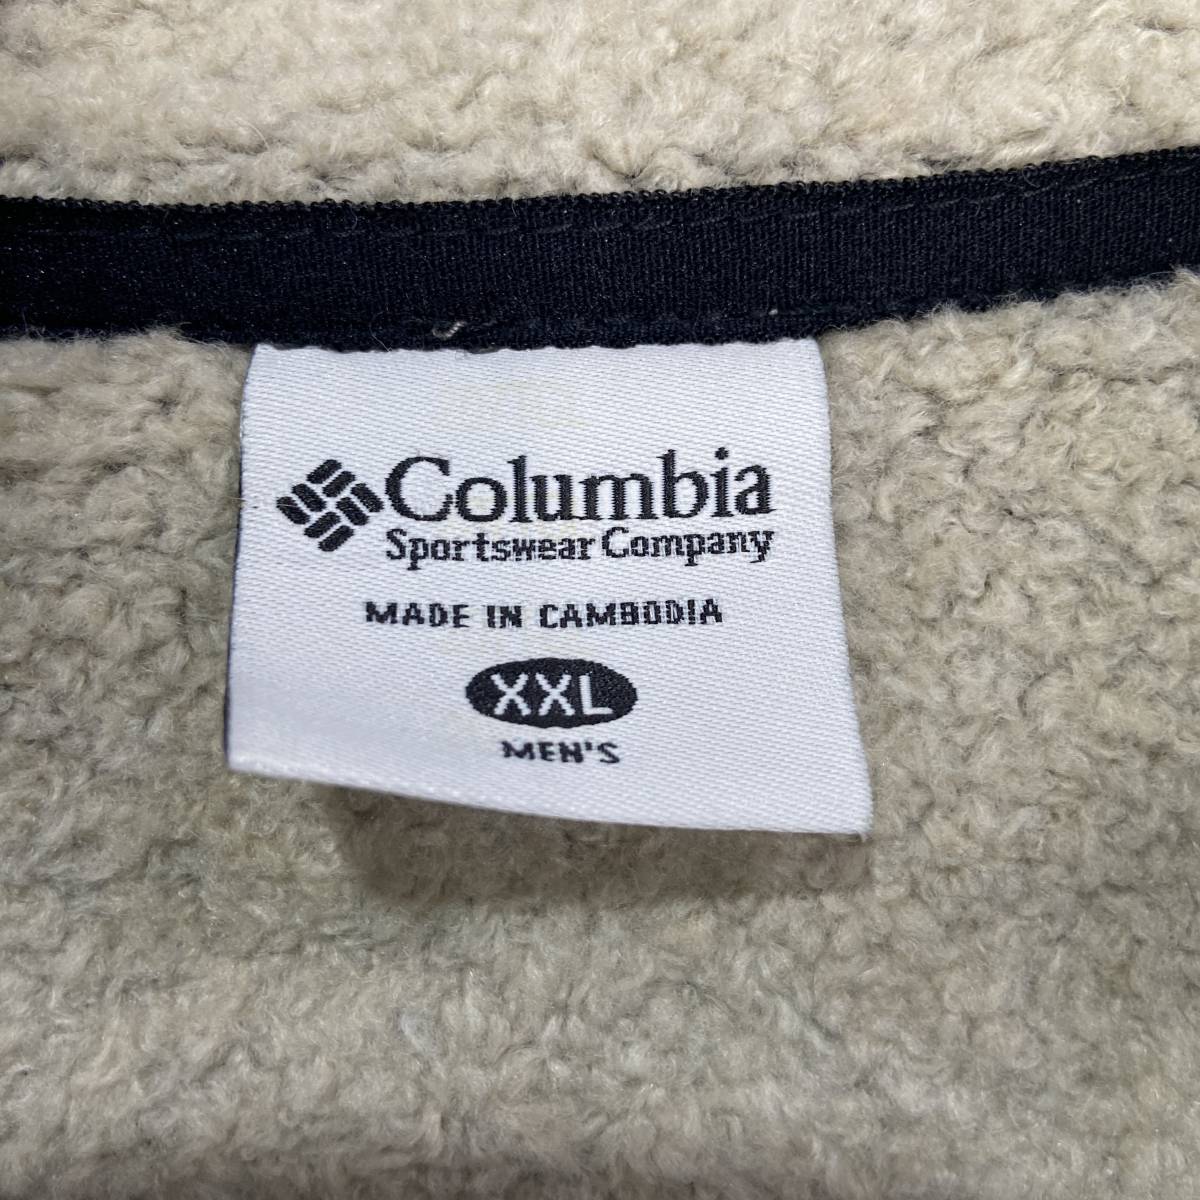 Columbia
Sportswear Company
MADE IN CAMBODIA
XXL
MEN'S